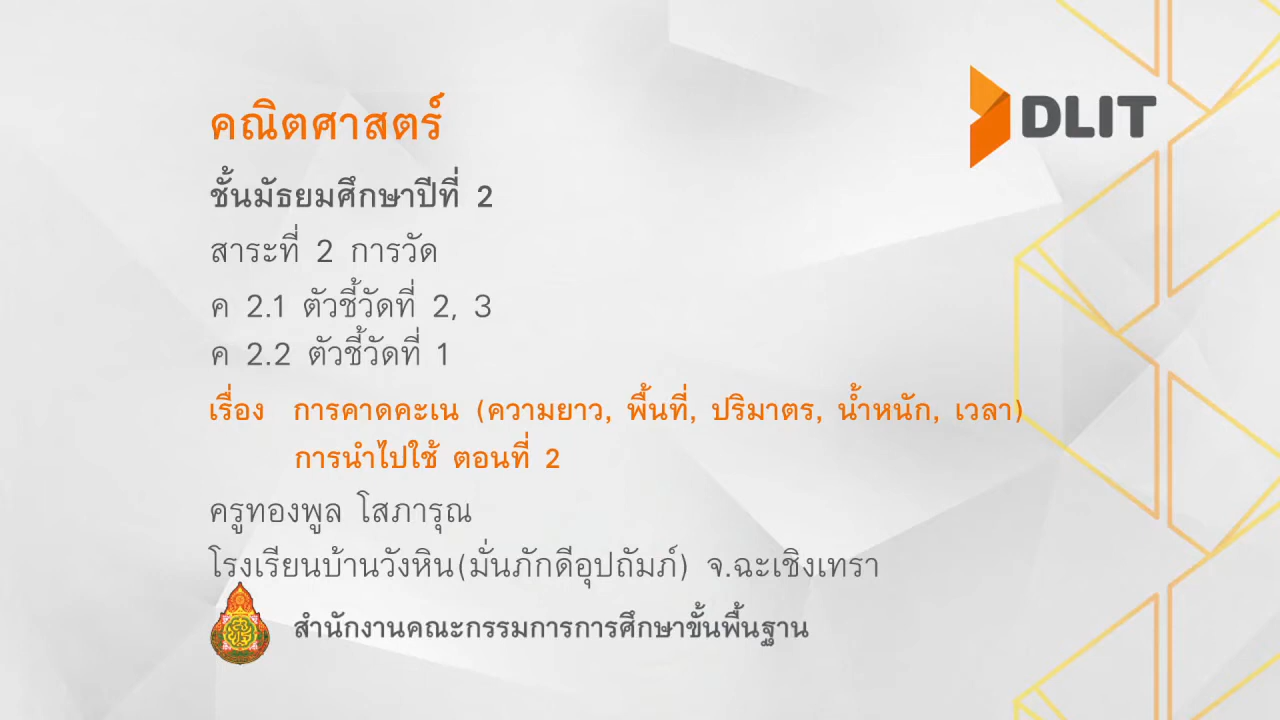 DLIT
คณิตศาสตร์
ชั้นมัธยมศึกษาปีที่ 2
สาระที่ 2 การวัด
ค 2.1 ตัวชี้วัดที่ 2, 3
ค 2.2 ตัวชี้วัดที่ 1
เรื่อง การคาดคะเน (ความยาว, พื้นที่, ปริมาตร, น้ำหนัก, เวลา)
การนำไปใช้ ตอนที่ 2
ครูทองพูล โสภารุณ
โรงเรียนบ้านวังหิน(มั่นภักดีอุปถัมภ์) จ.ฉะเชิงเทรา
สำนักงานคณะกรรมการการศึกษาขั้นพื้นฐาน